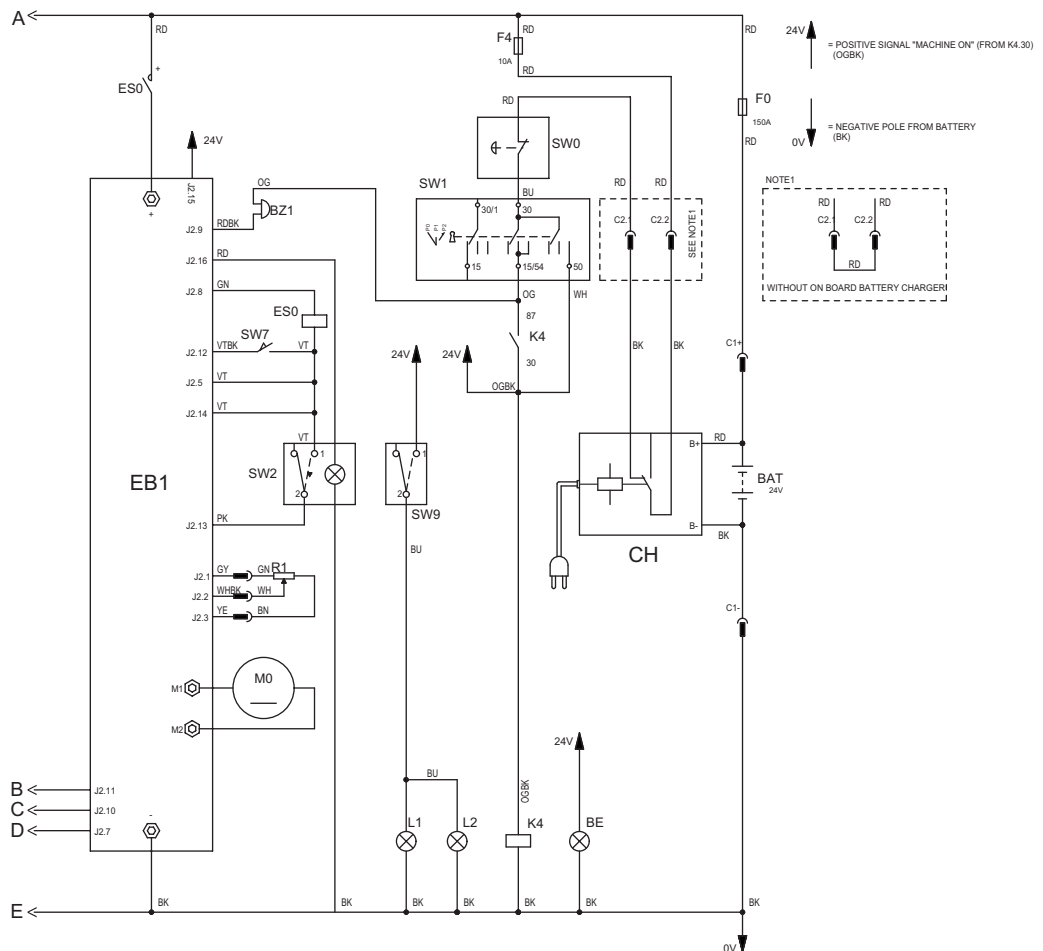 A
RD
RD
RD
24V
= POSITIVE SIGNAL "MACHINE ON" (FROM K4.30)
(OGBK)
F4
10A
RD
+
ES0
RD
F0
150A
= NEGATIVE POLE FROM BATTERY
(BK)
0V
RD
SW0
24V
NOTE1
SW1
BU
J2.15
+
OG
BZ1
RDBK
J2.9
30/1
30
P0
P1
P2
15
15/54
50
RD
RD
C2.1
C2.2
SEE NOTE1
RD
RD
C2.1
C2.2
RD
WITHOUT ON BOARD BATTERY CHARGER
RD
J2.16
GN
J2.8
ES0
OG
WH
87
K4
30
SW7
VTBK
VT
J2.12
24V
24V
BK
BK
C1+
VT
J2.5
OGBK
VT
J2.14
VT
1
SW2
2
1
2
SW9
B+
RD
BAT
24V
EB1
PK
J2.13
B-
BK
BU
CH
J2.1
GY
GN
R1
J2.2
WHBK
WH
J2.3
YE
BN
C1-
M0
M1
M2
24V
BU
OGBK
B
J2.11
C
J2.10
D
J2.7
-
L1
L2
K4
BE
E
BK
BK
BK
BK
BK
BK
BK
0V